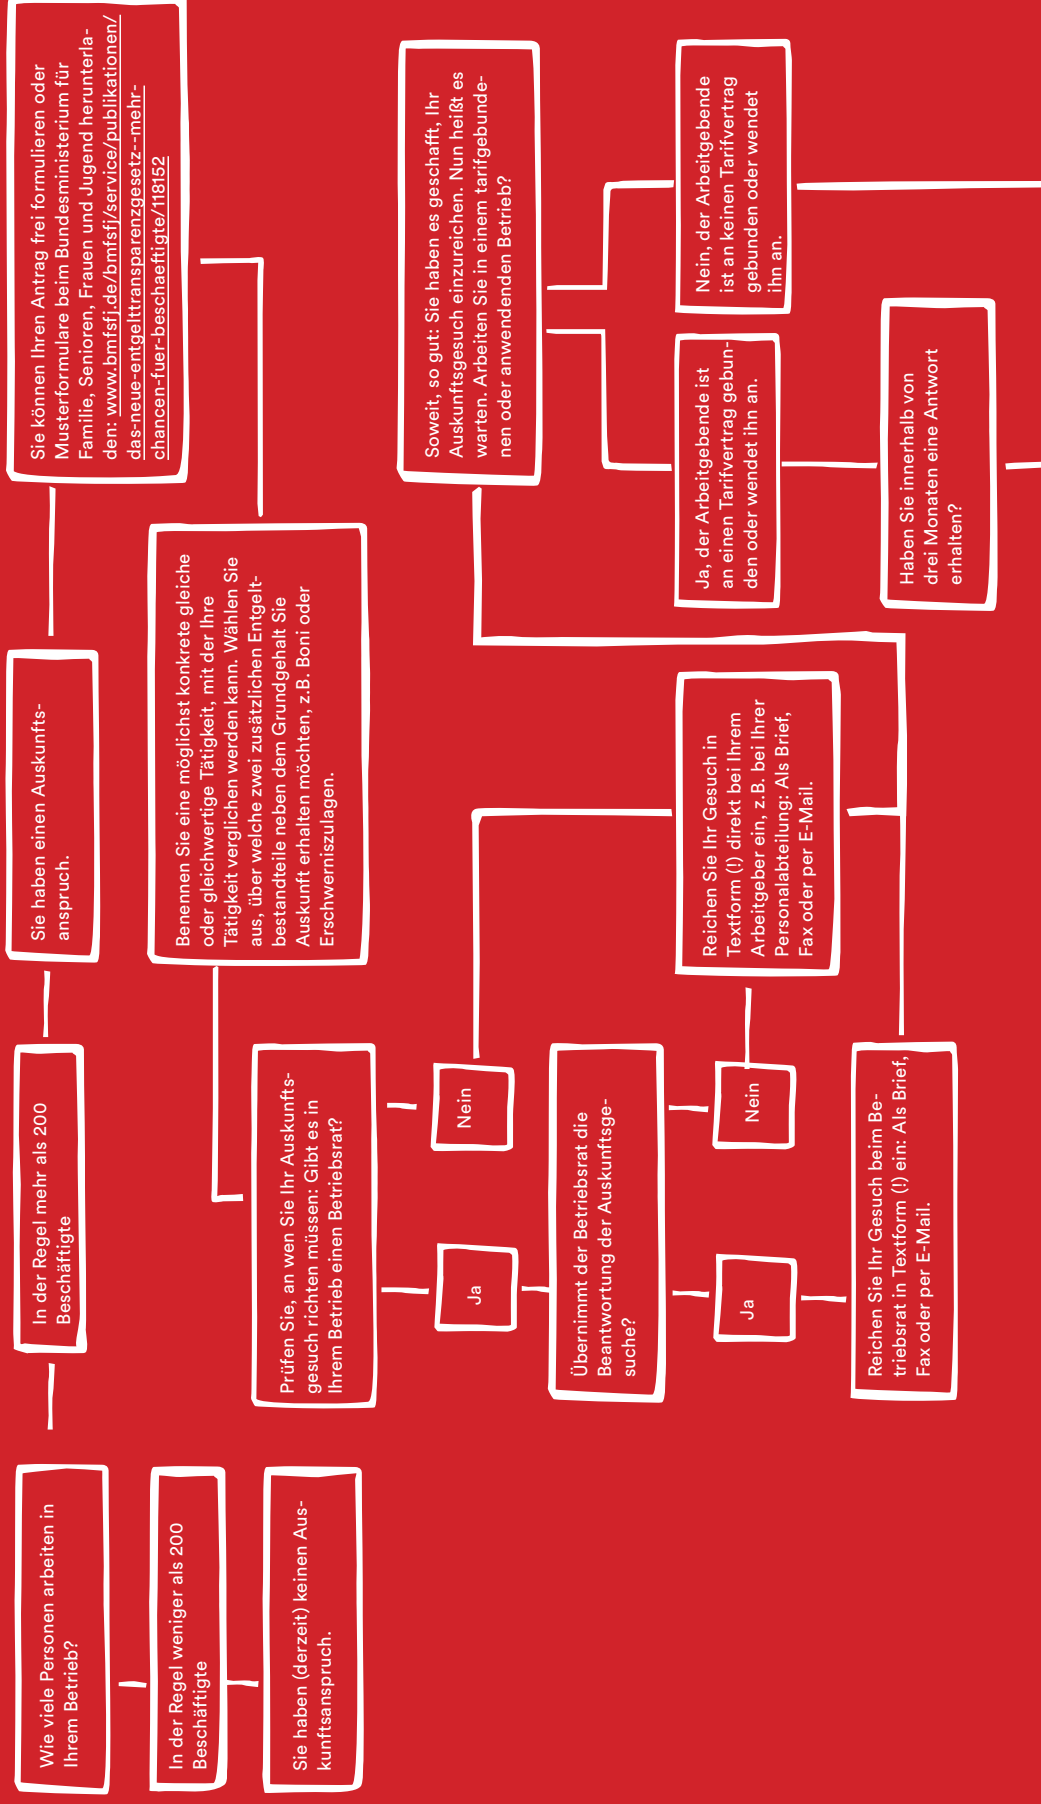 Wie viele Personen arbeiten in
Ihrem Betrieb?
In der Regel weniger als 200
Beschäftigte
Sie haben (derzeit) keinen Aus-
kunftsanspruch.
In der Regel mehr als 200
Beschäftigte
Sie haben einen Auskunfts-
anspruch.
Sie können Ihren Antrag frei formulieren oder
Musterformulare beim Bundesministerium für
Familie, Senioren, Frauen und Jugend herunterla-
den: www.bmfsfj.de/bmfsfj/service/publikationen/
das-neue-entgelttransparenzgesetz--mehr-
chancen-fuer-beschaeftigte/118152
Benennen Sie eine möglichst konkrete gleiche
oder gleichwertige Tätigkeit, mit der Ihre
Tätigkeit verglichen werden kann. Wählen Sie
aus, über welche zwei zusätzlichen Entgelt-
bestandteile neben dem Grundgehalt Sie
Auskunft erhalten möchten, z.B. Boni oder
Erschwerniszulagen.
Prüfen Sie, an wen Sie Ihr Auskunfts-
gesuch richten müssen: Gibt es in
Ihrem Betrieb einen Betriebsrat?
Ja
Nein
Übernimmt der Betriebsrat die
Beantwortung der Auskunftsge-
suche?
Ja
Nein
Reichen Sie Ihr Gesuch beim Be-
triebsrat in Textform (!) ein: Als Brief,
Fax oder per E-Mail.
Reichen Sie Ihr Gesuch in
Textform (!) direkt bei Ihrem
Arbeitgeber ein, z.B. bei Ihrer
Personalabteilung: Als Brief,
Fax oder per E-Mail.
Soweit, so gut: Sie haben es geschafft, Ihr
Auskunftsgesuch einzureichen. Nun heißt es
warten. Arbeiten Sie in einem tarifgebunde-
nen oder anwendenden Betrieb?
Ja, der Arbeitgebende ist
an einen Tarifvertrag gebun-
den oder wendet ihn an.
Nein, der Arbeitgebende
ist an keinen Tarifvertrag
gebunden oder wendet
ihn an.
Haben Sie innerhalb von
drei Monaten eine Antwort
erhalten?